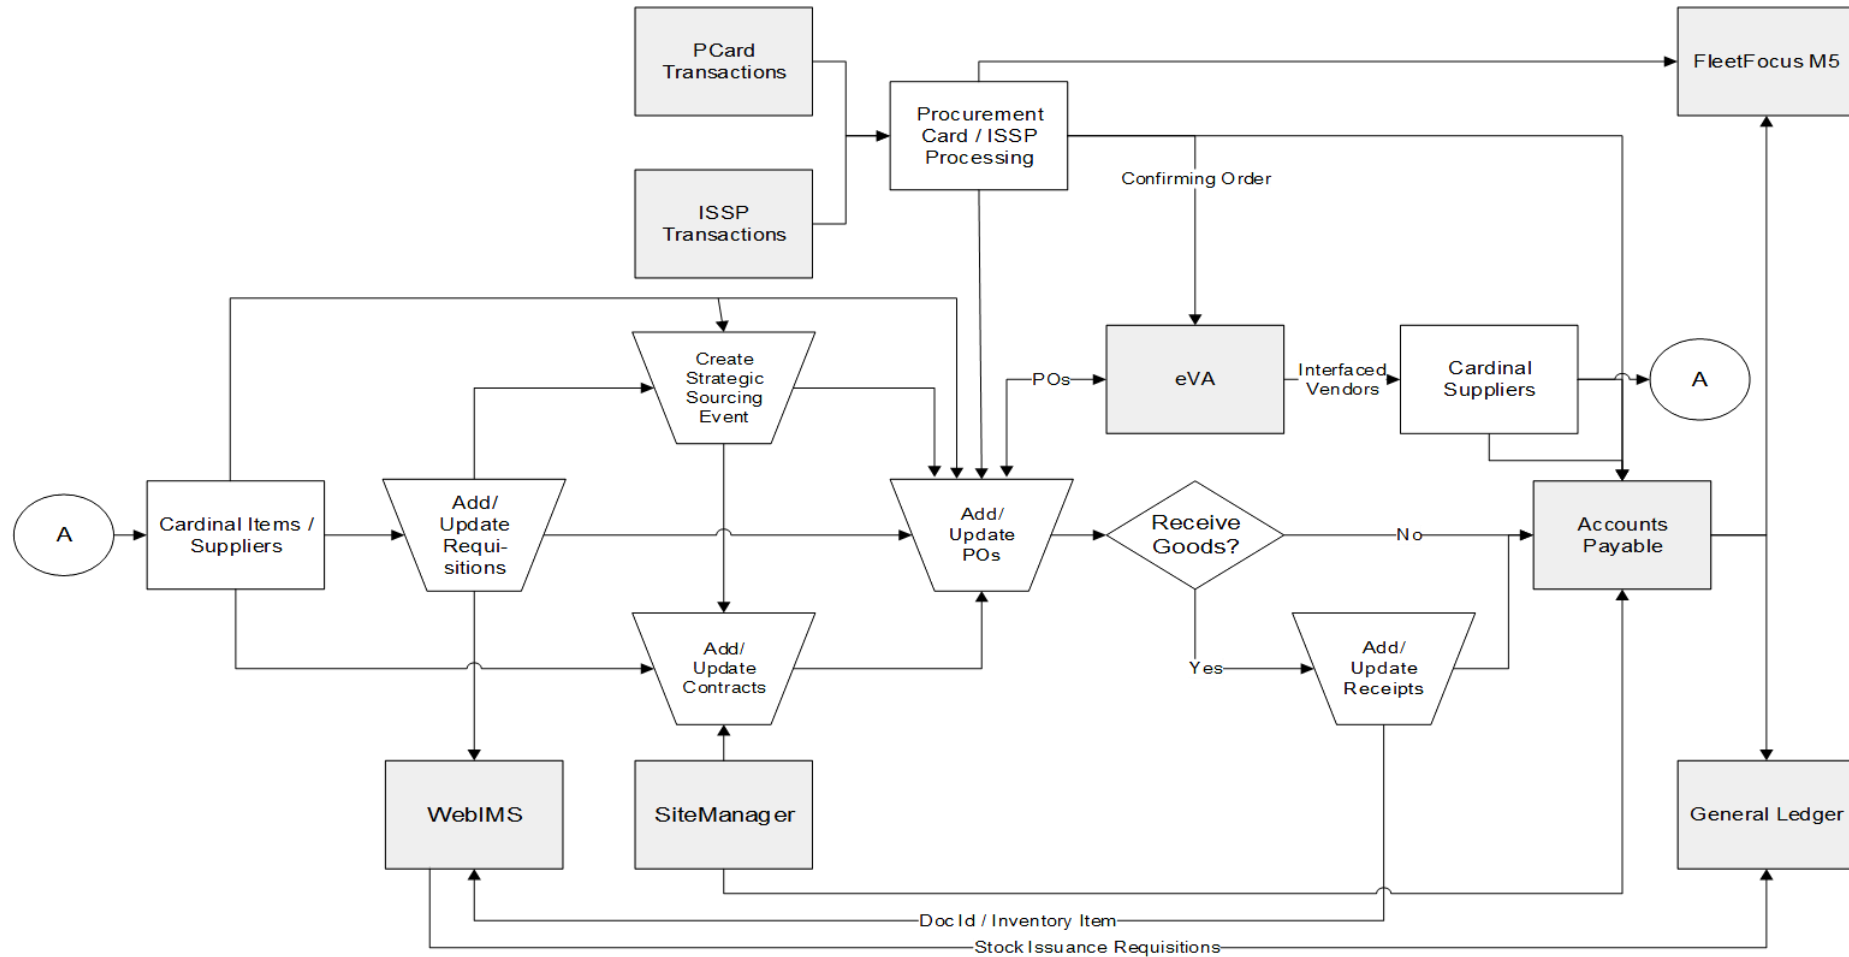 PCard
Transactions
FleetFocus M5
Procurement
Card / ISSP
Processing
Confirming Order
ISSP
Transactions
Create
Strategic
Sourcing
Event
POs
eVA
Interfaced
Vendors
Cardinal
Suppliers
A
A
Cardinal Items /
Suppliers
Add/
Update
Requi-
sitions
Add/
Update
POs
Receive
Goods?
No
Accounts
Payable
Add/
Update
Contracts
Yes
Add/
Update
Receipts
WebIMS
SiteManager
General Ledger
DocId / Inventory Item
Stock Issuance Requisitions